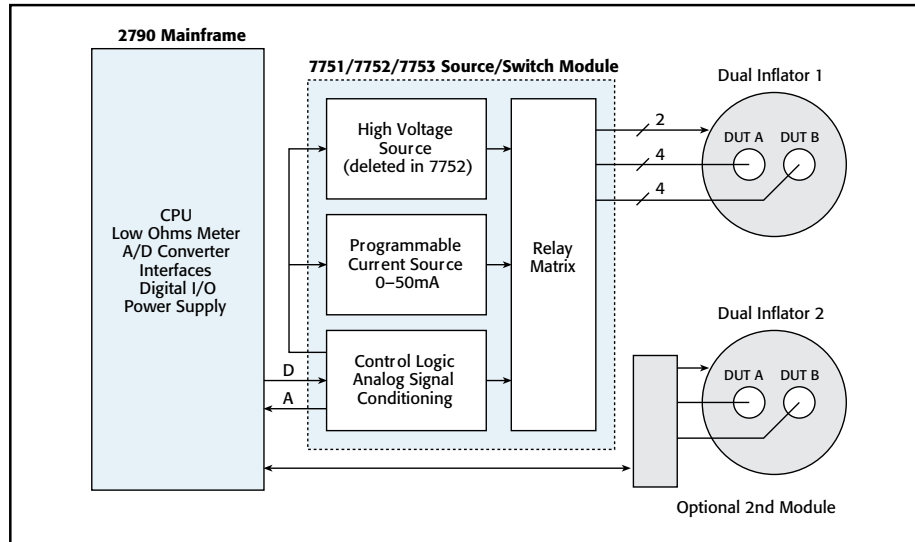 2790 Mainframe
CPU
Low Ohms Meter
A/D Converter
Interfaces
Digital I/O
Power Supply
7751/7752/7753 Source/Switch Module
High Voltage
Source
(deleted in 7752)
Programmable
Current Source
0–50mA
Control Logic
Analog Signal
Conditioning
Relay
Matrix
D
A
2
4
4
Dual Inflator 1
DUT A
DUT B
Dual Inflator 2
DUT A
DUT B
Optional 2nd Module